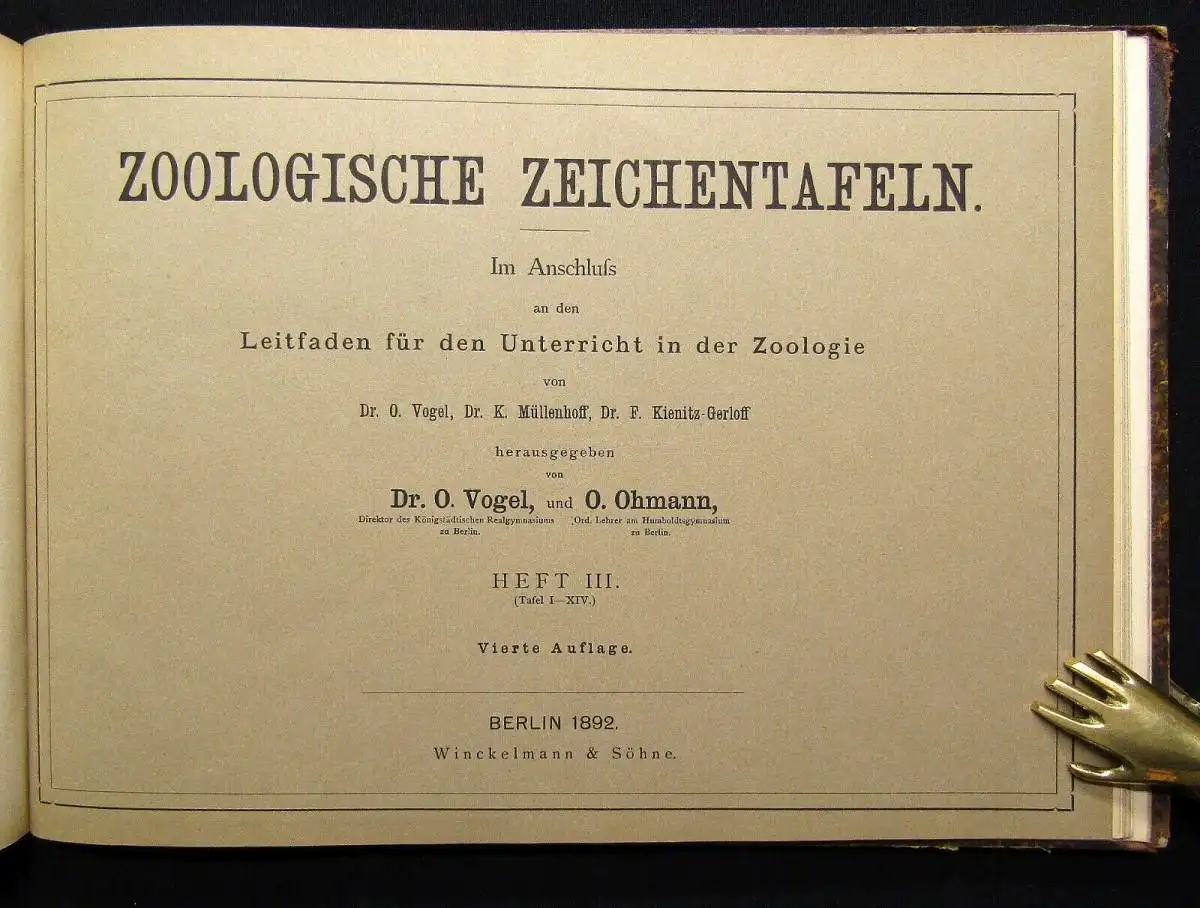 ZOOLOGISCHE ZEICHENTAFELN.
Im Anschluſs
an den
Leitfaden für den Unterricht in der Zoologie
von
Dr. O. Vogel, Dr. K. Müllenhoff, Dr. F. Kienitz-Gerloff
herausgegeben
von
Dr. O. Vogel, und O. Ohmann,
Direktor des Königstädtischen Realgymnasiums Ord. Lehrer am Humboldtsgymnasium
zu Berlin. zu Berlin.
HEFT III.
(Tafel I—XIV.)
Vierte Auflage.
BERLIN 1892.
Winckelmann & Söhne.